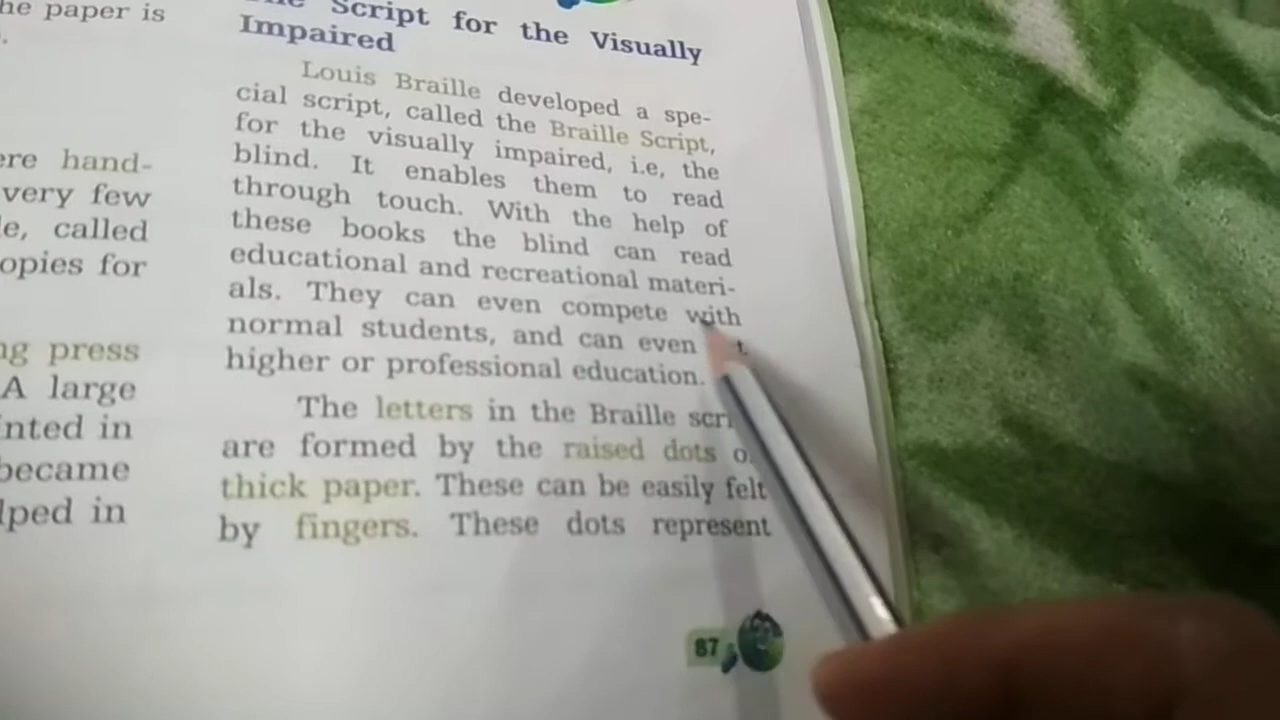 he paper is
ere hand-
very few
e, called
opies for
ng press
A large
inted in
became
lped in
Script for the Visually
Impaired
Louis Braille developed a spe-
cial script, called the Braille Script,
for the visually impaired, i.e, the
blind. It enables them to read
through touch. With the help of
these books the blind can read
educational and recreational materi-
als. They can even compete with
normal students, and can even
higher or professional education.
The letters in the Braille scri
are formed by the raised dots o
thick paper. These can be easily felt
by fingers. These dots represent
87